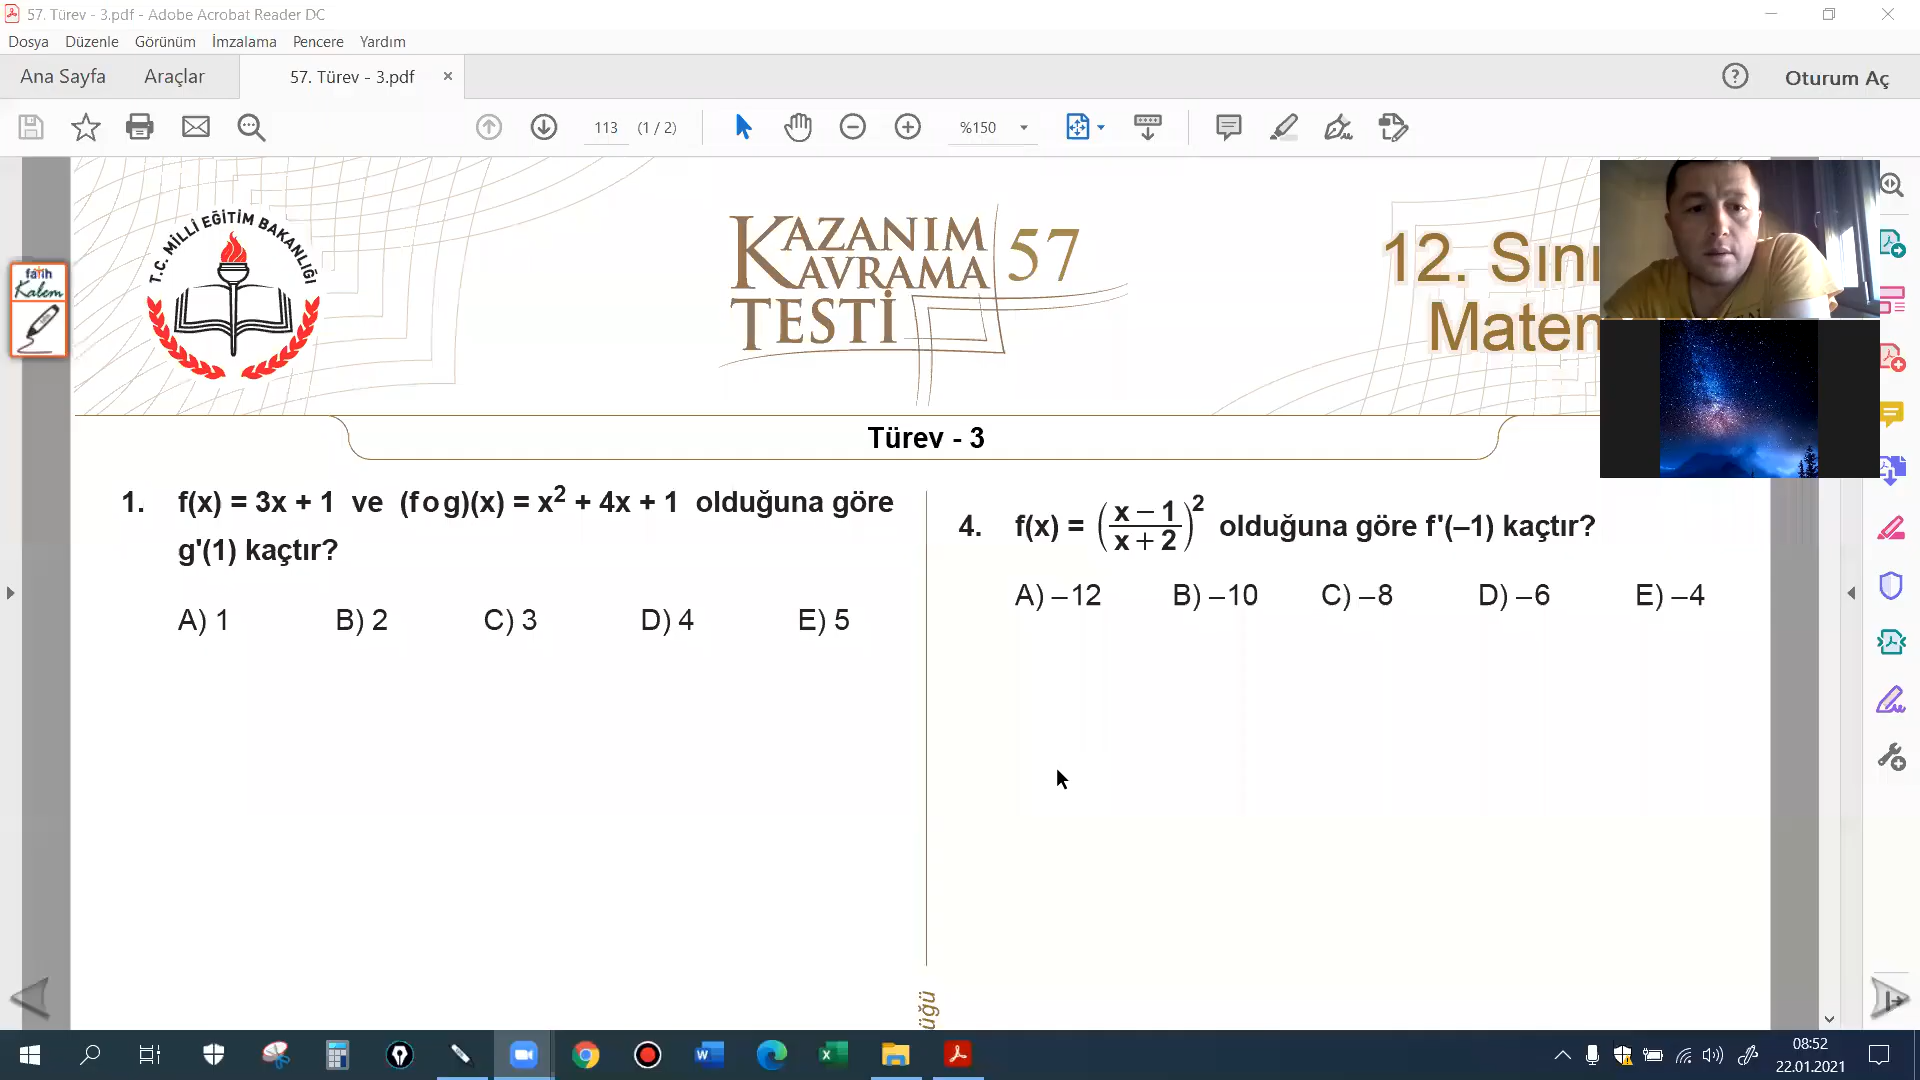 57. Türev - 3.pdf - Adobe Acrobat Reader DC
Dosya Düzenle Görünüm İmzalama Pencere Yardım
Ana Sayfa Araçlar 57. Türev - 3.pdf × Oturum Aç
113 (1 / 2) %150
T.C. MİLLİ EĞİTİM BAKANLIĞI
fatih
Kalem
KAZANIM
KAVRAMA
TESTİ
57
12. Sını
Matem
Türev - 3
1. f(x) = 3x + 1 ve (fog)(x) = x² + 4x + 1 olduğuna göre
g'(1) kaçtır?
A) 1 B) 2 C) 3 D) 4 E) 5
4. f(x) = ((x − 1)/(x + 2))² olduğuna göre f'(–1) kaçtır?
A) –12 B) –10 C) –8 D) –6 E) –4
üğü
08:52
22.01.2021